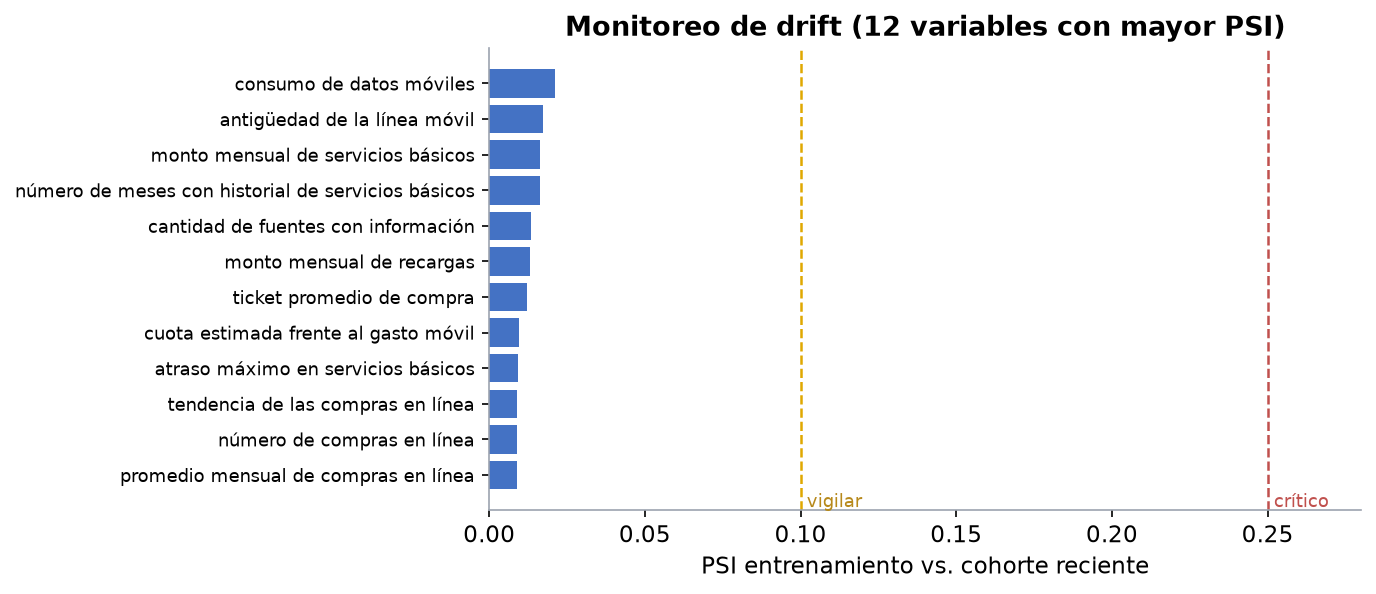 Monitoreo de drift (12 variables con mayor PSI)
consumo de datos móviles
antigüedad de la línea móvil
monto mensual de servicios básicos
número de meses con historial de servicios básicos
cantidad de fuentes con información
monto mensual de recargas
ticket promedio de compra
cuota estimada frente al gasto móvil
atraso máximo en servicios básicos
tendencia de las compras en línea
número de compras en línea
promedio mensual de compras en línea
vigilar
crítico
0.00 0.05 0.10 0.15 0.20 0.25
PSI entrenamiento vs. cohorte reciente